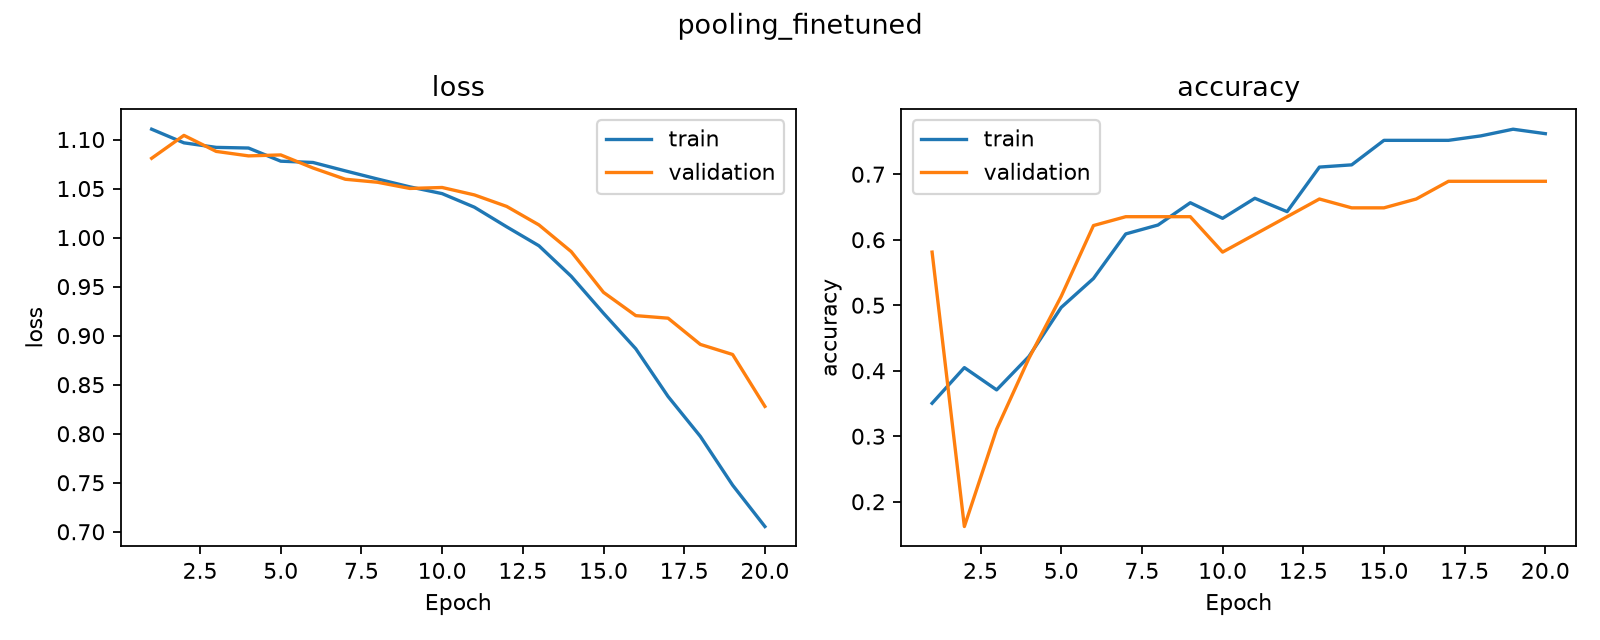 pooling_finetuned
loss
1.10
1.05
1.00
0.95
0.90
0.85
0.80
0.75
0.70
loss
train
validation
2.5 5.0 7.5 10.0 12.5 15.0 17.5 20.0
Epoch
accuracy
0.7
0.6
0.5
0.4
0.3
0.2
accuracy
train
validation
2.5 5.0 7.5 10.0 12.5 15.0 17.5 20.0
Epoch